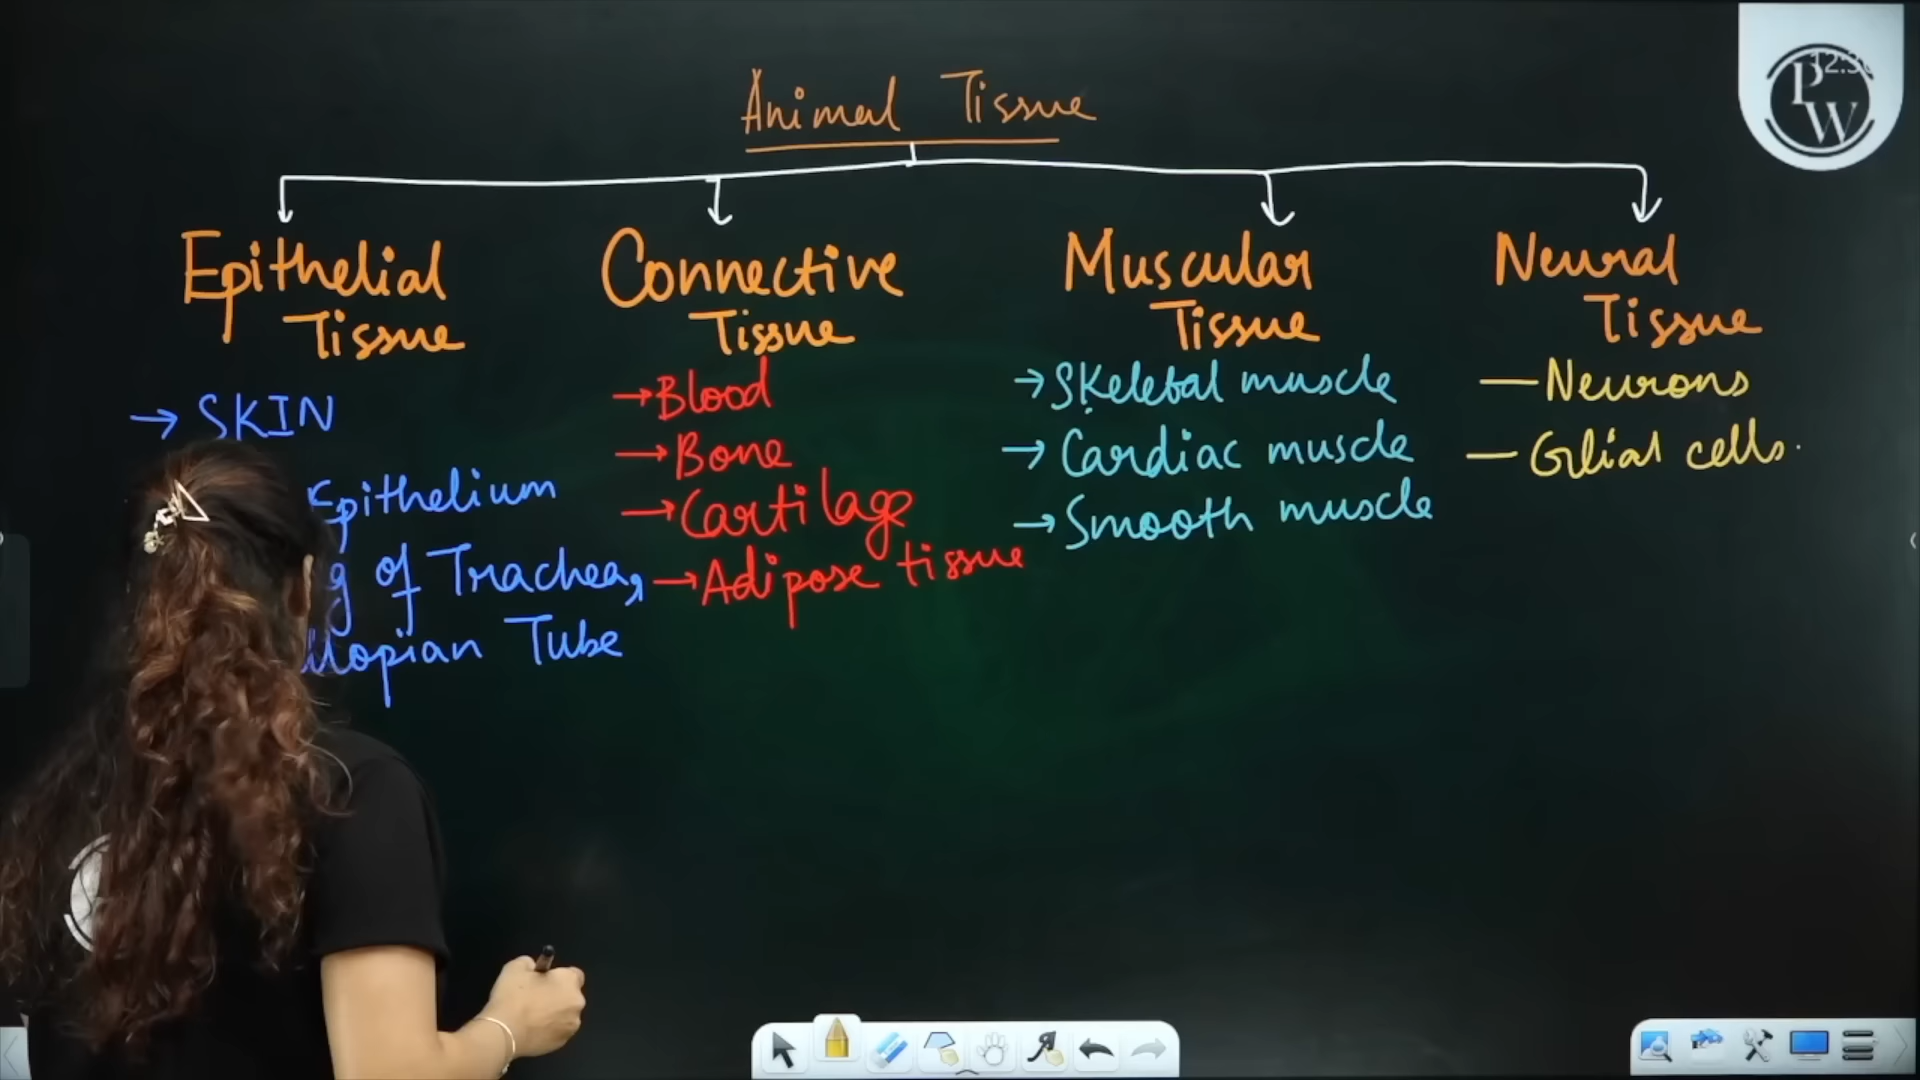 Animal Tissue
Epithelial
Tissue
Connective
Tissue
Muscular
Tissue
Neural
Tissue
→ SKIN
Epithelium
of Trachea,
Tube
→ Blood
→ Bone
→ Cartilage
→ Adipose tissue
→ Skeletal muscle
→ Cardiac muscle
→ Smooth muscle
— Neurons
— Glial cells.
PW